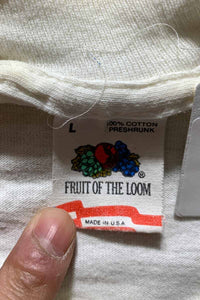 L
100% COTTON
PRESHRUNK
®
FRUIT OF THE LOOM
MADE IN U.S.A.